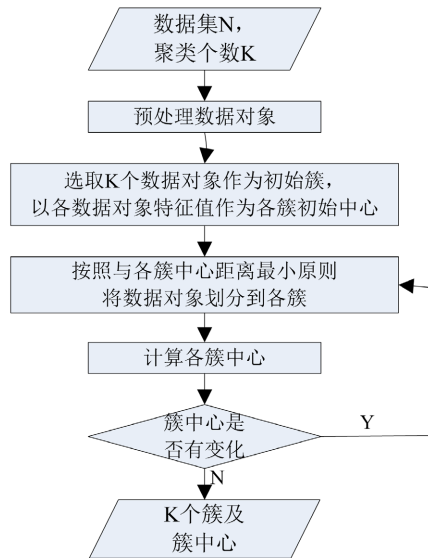 数据集N，
聚类个数K
预处理数据对象
选取K个数据对象作为初始簇，
以各数据对象特征值作为各簇初始中心
按照与各簇中心距离最小原则
将数据对象划分到各簇
计算各簇中心
簇中心是
否有变化
Y
N
K个簇及
簇中心